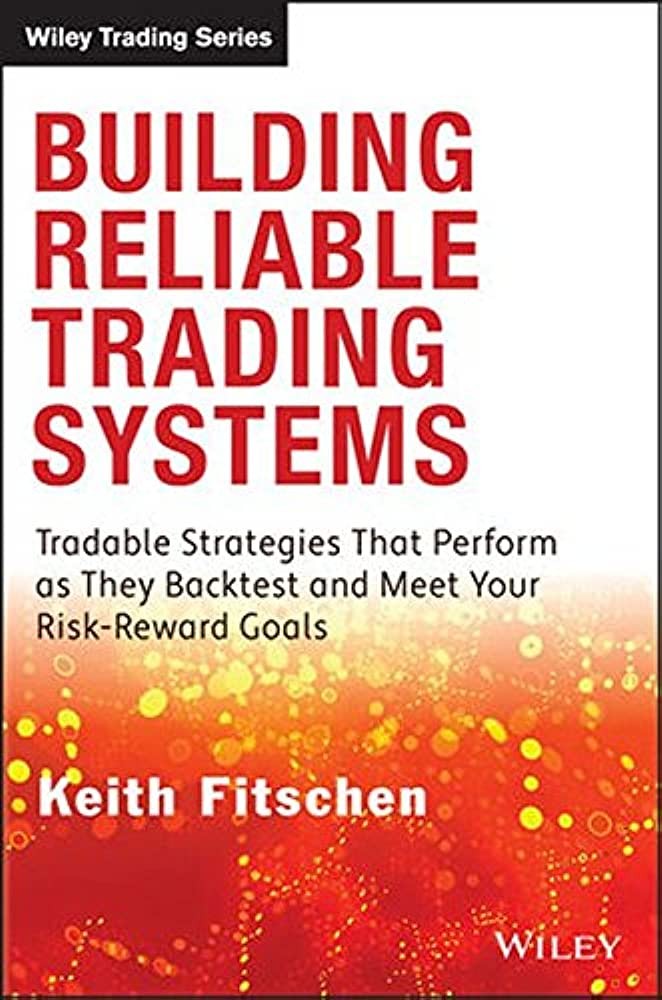 Wiley Trading Series
BUILDING
RELIABLE
TRADING
SYSTEMS
Tradable Strategies That Perform
as They Backtest and Meet Your
Risk-Reward Goals
Keith Fitschen
WILEY